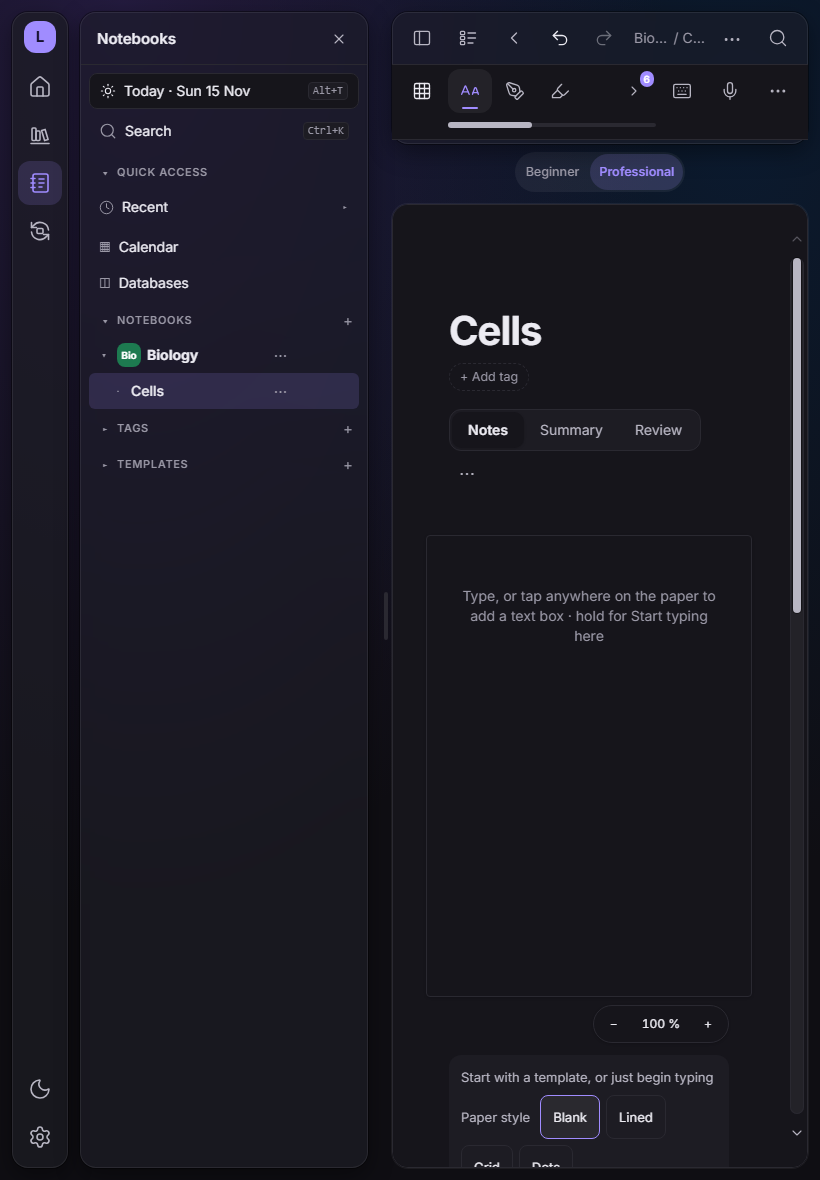 L
Notebooks
Today · Sun 15 Nov Alt+T
Search Ctrl+K
QUICK ACCESS
Recent
Calendar
Databases
NOTEBOOKS +
Bio Biology ...
· Cells ...
TAGS +
TEMPLATES +
Bio... / C... ...
AA 6 ...
Beginner Professional
Cells
+ Add tag
Notes Summary Review
...
Type, or tap anywhere on the paper to
add a text box · hold for Start typing
here
− 100 % +
Start with a template, or just begin typing
Paper style Blank Lined
Grid Dots